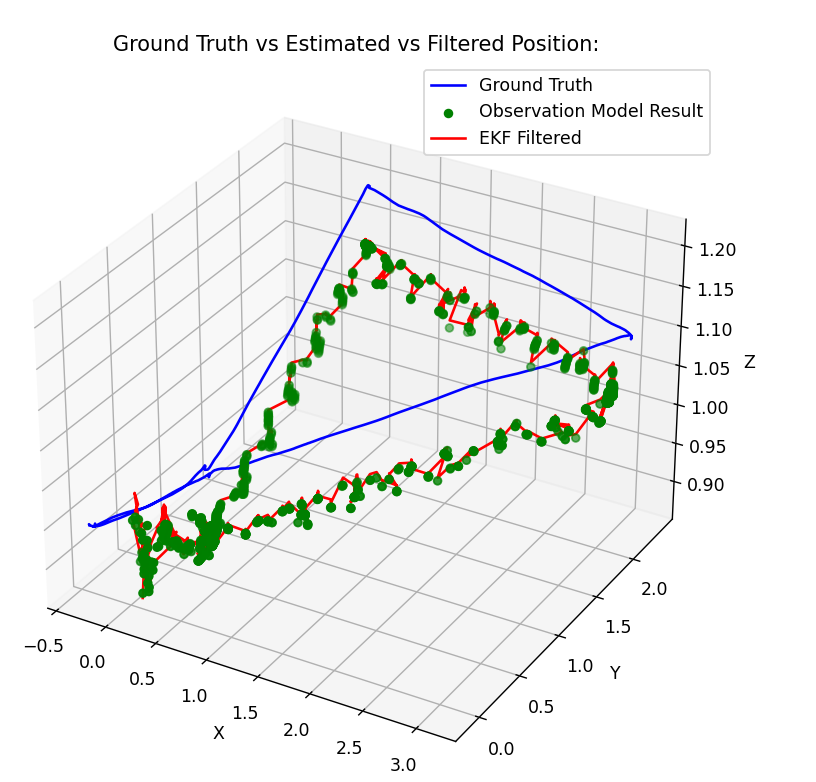 Ground Truth vs Estimated vs Filtered Position:
Ground Truth
Observation Model Result
EKF Filtered
1.20
1.15
1.10
1.05
Z
1.00
0.95
0.90
2.0
1.5
1.0
Y
0.5
0.0
−0.5
0.0
0.5
1.0
1.5
X
2.0
2.5
3.0